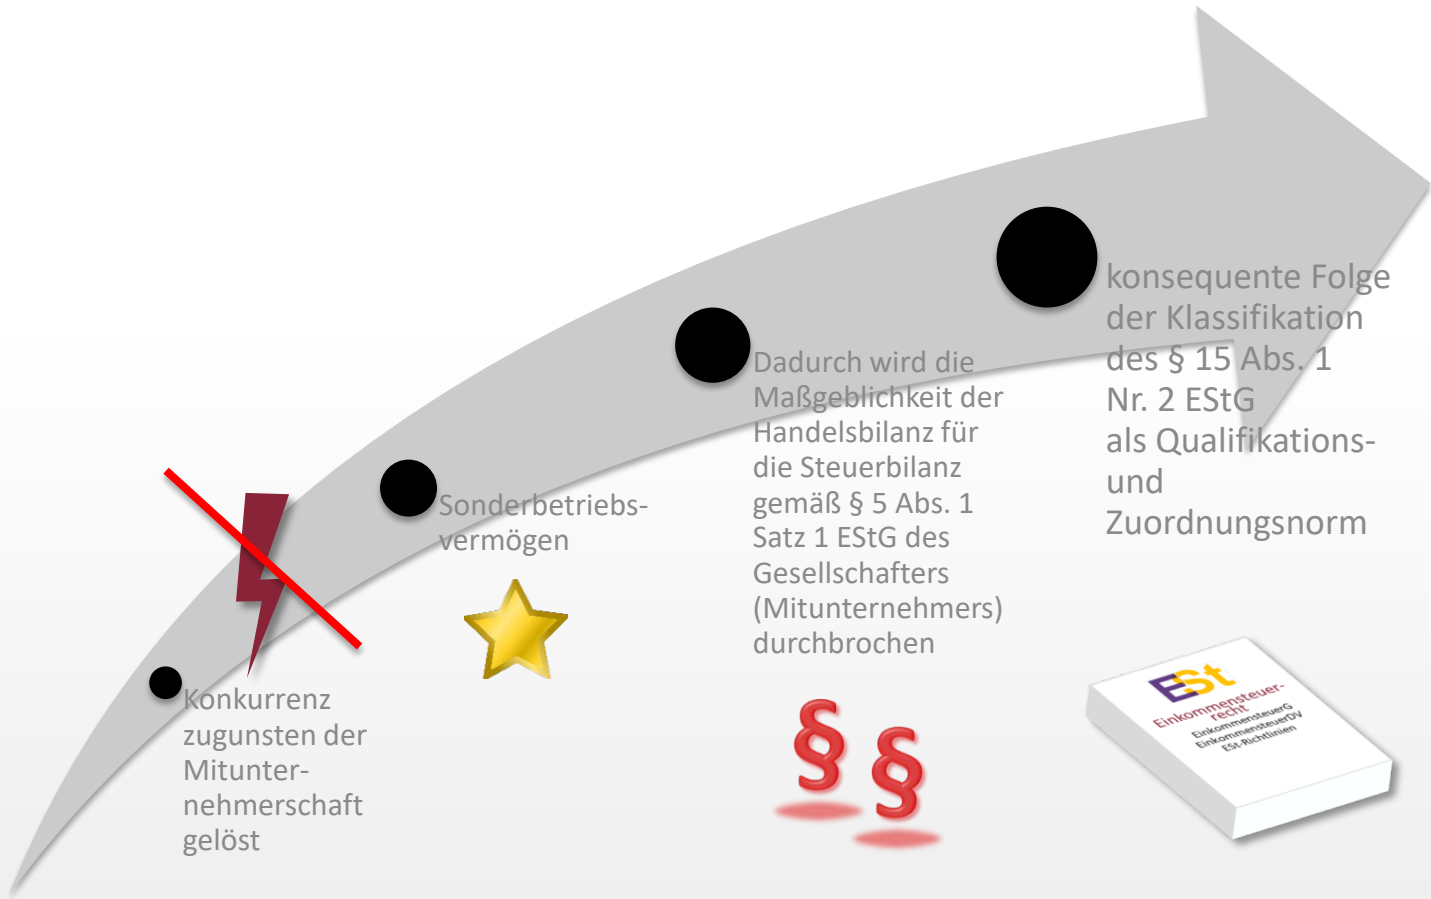 Konkurrenz
zugunsten der
Mitunter-
nehmerschaft
gelöst
Sonderbetriebs-
vermögen
Dadurch wird die
Maßgeblichkeit der
Handelsbilanz für
die Steuerbilanz
gemäß § 5 Abs. 1
Satz 1 EStG des
Gesellschafters
(Mitunternehmers)
durchbrochen
§ §
konsequente Folge
der Klassifikation
des § 15 Abs. 1
Nr. 2 EStG
als Qualifikations-
und
Zuordnungsnorm
ESt
Einkommensteuer-
recht
EinkommensteuerG
EinkommensteuerDV
ESt-Richtlinien